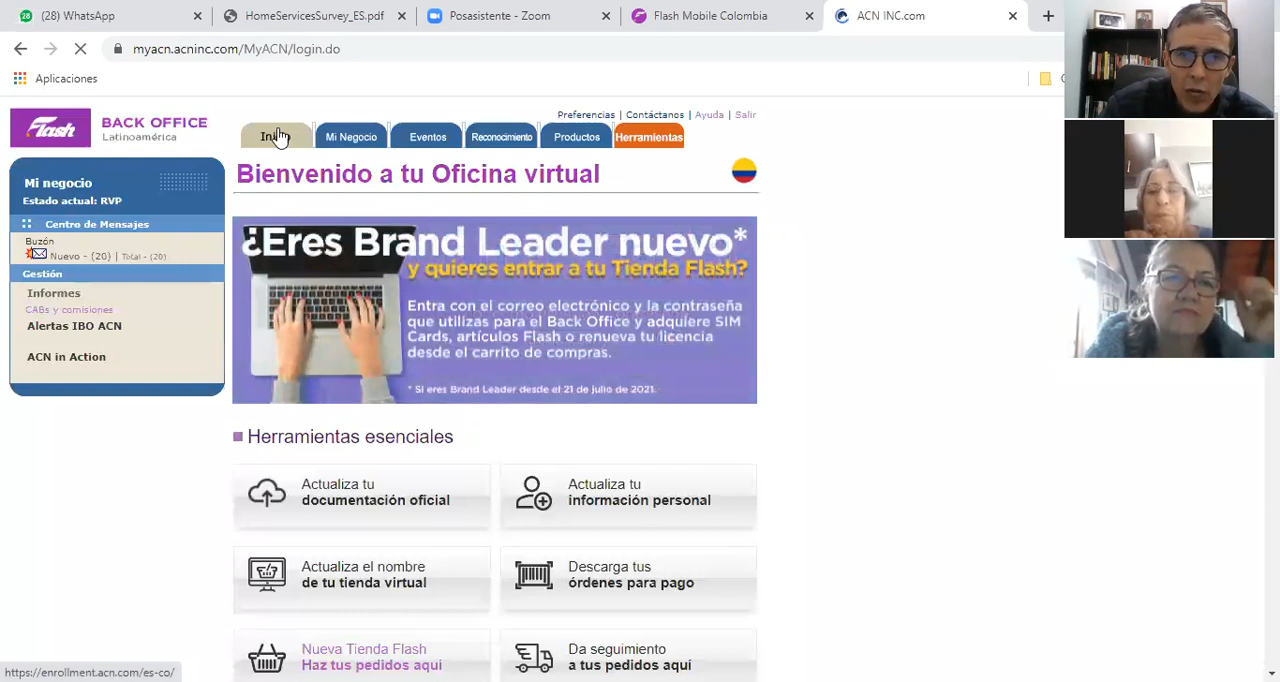 (28) WhatsApp
HomeServicesSurvey_ES.pdf
Posasistente - Zoom
Flash Mobile Colombia
ACN INC.com
myacn.acninc.com/MyACN/login.do
Aplicaciones
Flash
BACK OFFICE
Latinoamérica
Preferencias | Contáctanos | Ayuda | Salir
Mi Negocio
Eventos
Reconocimiento
Productos
Herramientas
Mi negocio
Estado actual: RVP
Centro de Mensajes
Buzón
Nuevo - (20) | Total - (20)
Gestión
Informes
CABs y comisiones
Alertas IBO ACN
ACN in Action
Bienvenido a tu Oficina virtual
¿Eres Brand Leader nuevo*
y quieres entrar a tu Tienda Flash?
Entra con el correo electrónico y la contraseña
que utilizas para el Back Office y adquiere SIM
Cards, artículos Flash o renueva tu licencia
desde el carrito de compras.
* Si eres Brand Leader desde el 21 de julio de 2021.
Herramientas esenciales
Actualiza tu
documentación oficial
Actualiza tu
información personal
Actualiza el nombre
de tu tienda virtual
Descarga tus
órdenes para pago
Nueva Tienda Flash
Haz tus pedidos aquí
Da seguimiento
a tus pedidos aquí
https://enrollment.acn.com/es-co/